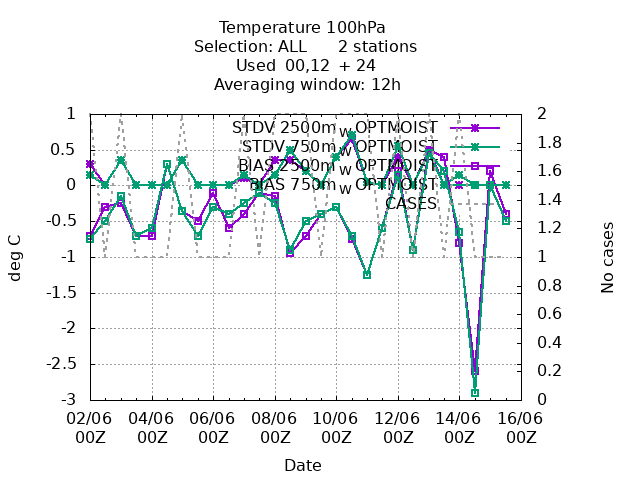 Temperature 100hPa
Selection: ALL 2 stations
Used 00,12 + 24
Averaging window: 12h
STDV 2500m W OPTMOIST
STDV 750m W OPTMOIST
BIAS 2500m W OPTMOIST
BIAS 750m W OPTMOIST
CASES
1
0.5
0
-0.5
-1
-1.5
-2
-2.5
-3
deg C
2
1.8
1.6
1.4
1.2
1
0.8
0.6
0.4
0.2
0
No cases
02/06 04/06 06/06 08/06 10/06 12/06 14/06 16/06
00Z 00Z 00Z 00Z 00Z 00Z 00Z 00Z
Date